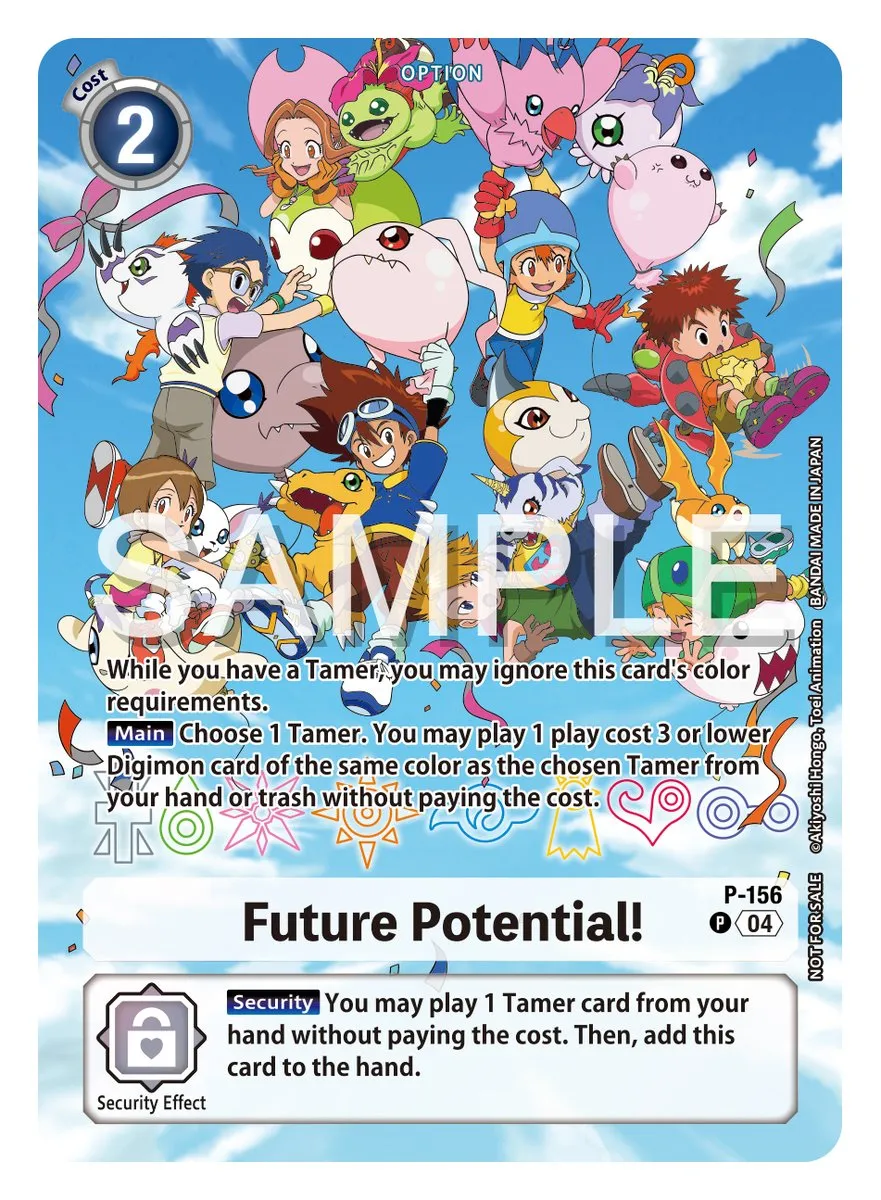 OPTION
Cost
2
SAMPLE
While you have a Tamer, you may ignore this card's color
requirements.
Main Choose 1 Tamer. You may play 1 play cost 3 or lower
Digimon card of the same color as the chosen Tamer from
your hand or trash without paying the cost.
Future Potential!
P-156
P 04
Security You may play 1 Tamer card from your
hand without paying the cost. Then, add this
card to the hand.
Security Effect
NOT FOR SALE ©Akiyoshi Hongo, Toei Animation BANDAI MADE IN JAPAN